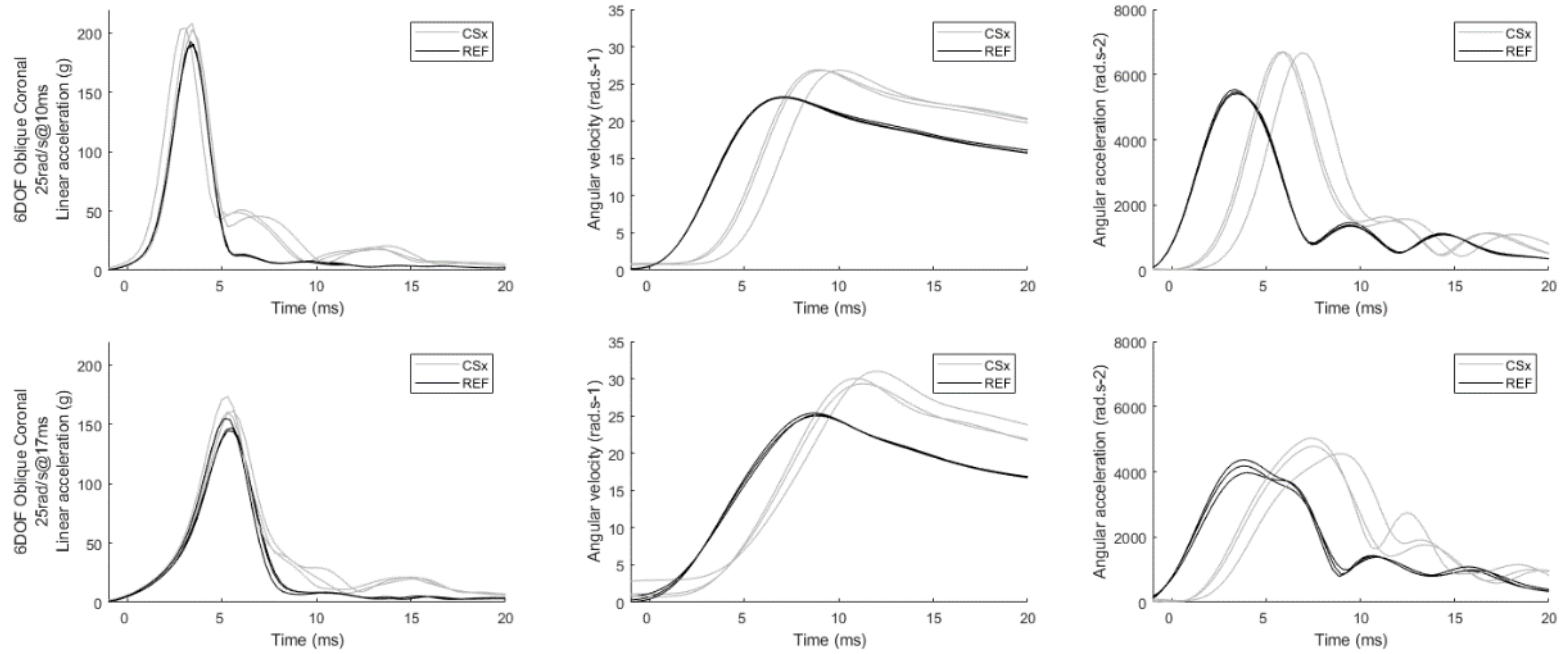 6DOF Oblique Coronal
25rad/s@10ms
Linear acceleration (g)
200
150
100
50
0
0
5
10
15
20
Time (ms)
CSx
REF
Angular velocity (rad.s-1)
35
30
25
20
15
10
5
0
0
5
10
15
20
Time (ms)
CSx
REF
Angular acceleration (rad.s-2)
8000
6000
4000
2000
0
0
5
10
15
20
Time (ms)
CSx
REF
6DOF Oblique Coronal
25rad/s@17ms
Linear acceleration (g)
200
150
100
50
0
0
5
10
15
20
Time (ms)
CSx
REF
Angular velocity (rad.s-1)
35
30
25
20
15
10
5
0
0
5
10
15
20
Time (ms)
CSx
REF
Angular acceleration (rad.s-2)
8000
6000
4000
2000
0
0
5
10
15
20
Time (ms)
CSx
REF